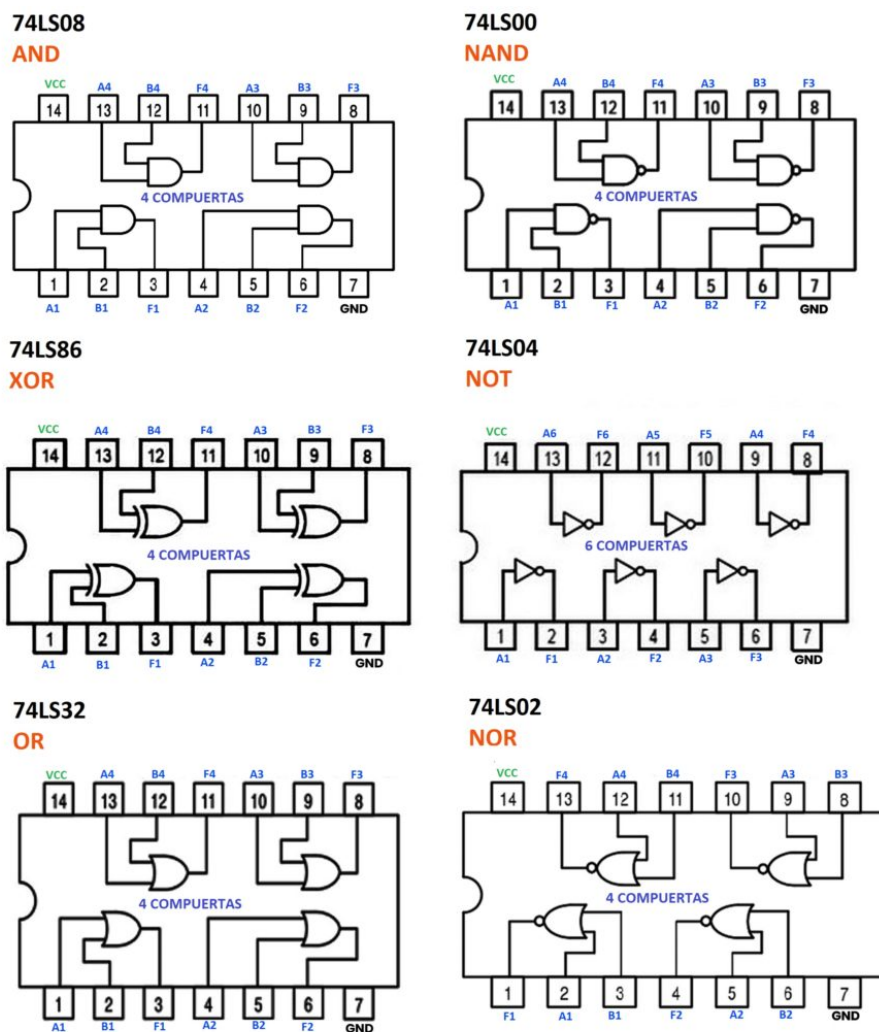 74LS08
AND
VCC A4 B4 F4 A3 B3 F3
14 13 12 11 10 9 8
4 COMPUERTAS
1 2 3 4 5 6 7
A1 B1 F1 A2 B2 F2 GND
74LS00
NAND
VCC A4 B4 F4 A3 B3 F3
14 13 12 11 10 9 8
4 COMPUERTAS
1 2 3 4 5 6 7
A1 B1 F1 A2 B2 F2 GND
74LS86
XOR
VCC A4 B4 F4 A3 B3 F3
14 13 12 11 10 9 8
4 COMPUERTAS
1 2 3 4 5 6 7
A1 B1 F1 A2 B2 F2 GND
74LS04
NOT
VCC A6 F6 A5 F5 A4 F4
14 13 12 11 10 9 8
6 COMPUERTAS
1 2 3 4 5 6 7
A1 F1 A2 F2 A3 F3 GND
74LS32
OR
VCC A4 B4 F4 A3 B3 F3
14 13 12 11 10 9 8
4 COMPUERTAS
1 2 3 4 5 6 7
A1 B1 F1 A2 B2 F2 GND
74LS02
NOR
VCC F4 A4 B4 F3 A3 B3
14 13 12 11 10 9 8
4 COMPUERTAS
1 2 3 4 5 6 7
F1 A1 B1 F2 A2 B2 GND